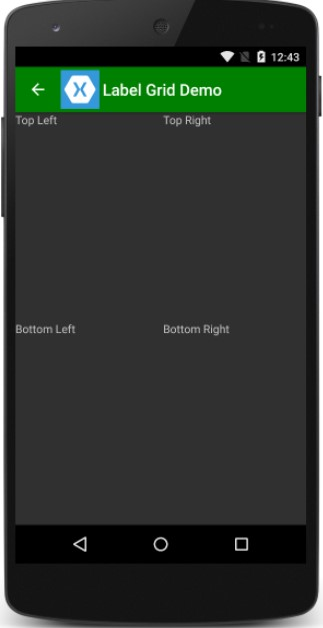 12:43
Label Grid Demo
Top Left Top Right
Bottom Left Bottom Right